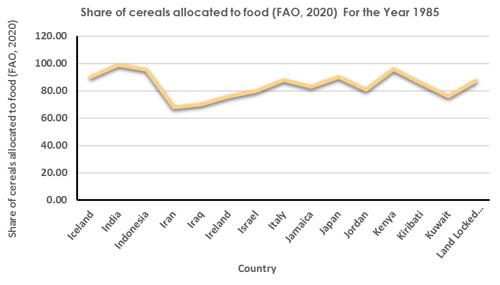 Share of cereals allocated to food (FAO, 2020) For the Year 1985
Share of cereals allocated to food (FAO, 2020)
120.00
100.00
80.00
60.00
40.00
20.00
0.00
Iceland
India
Indonesia
Iran
Iraq
Ireland
Israel
Italy
Jamaica
Japan
Jordan
Kenya
Kiribati
Kuwait
Land Locked...
Country